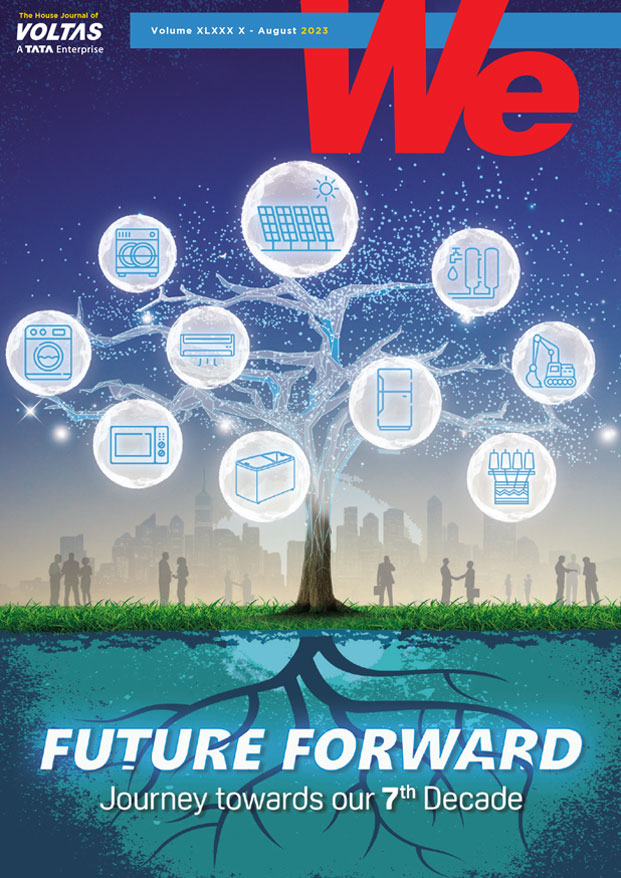 The House Journal of
VOLTAS
A TATA Enterprise
Volume XLXXX X - August 2023
We
FUTURE FORWARD
Journey towards our 7th Decade